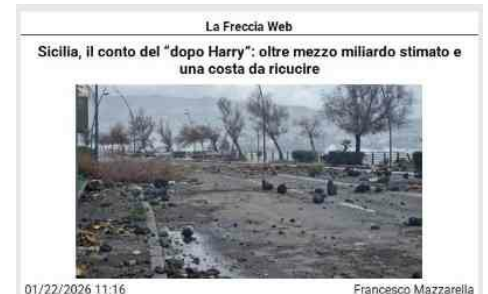 La Freccia Web
Sicilia, il conto del “dopo Harry”: oltre mezzo miliardo stimato e
una costa da ricucire
01/22/2026 11:16
Francesco Mazzarella